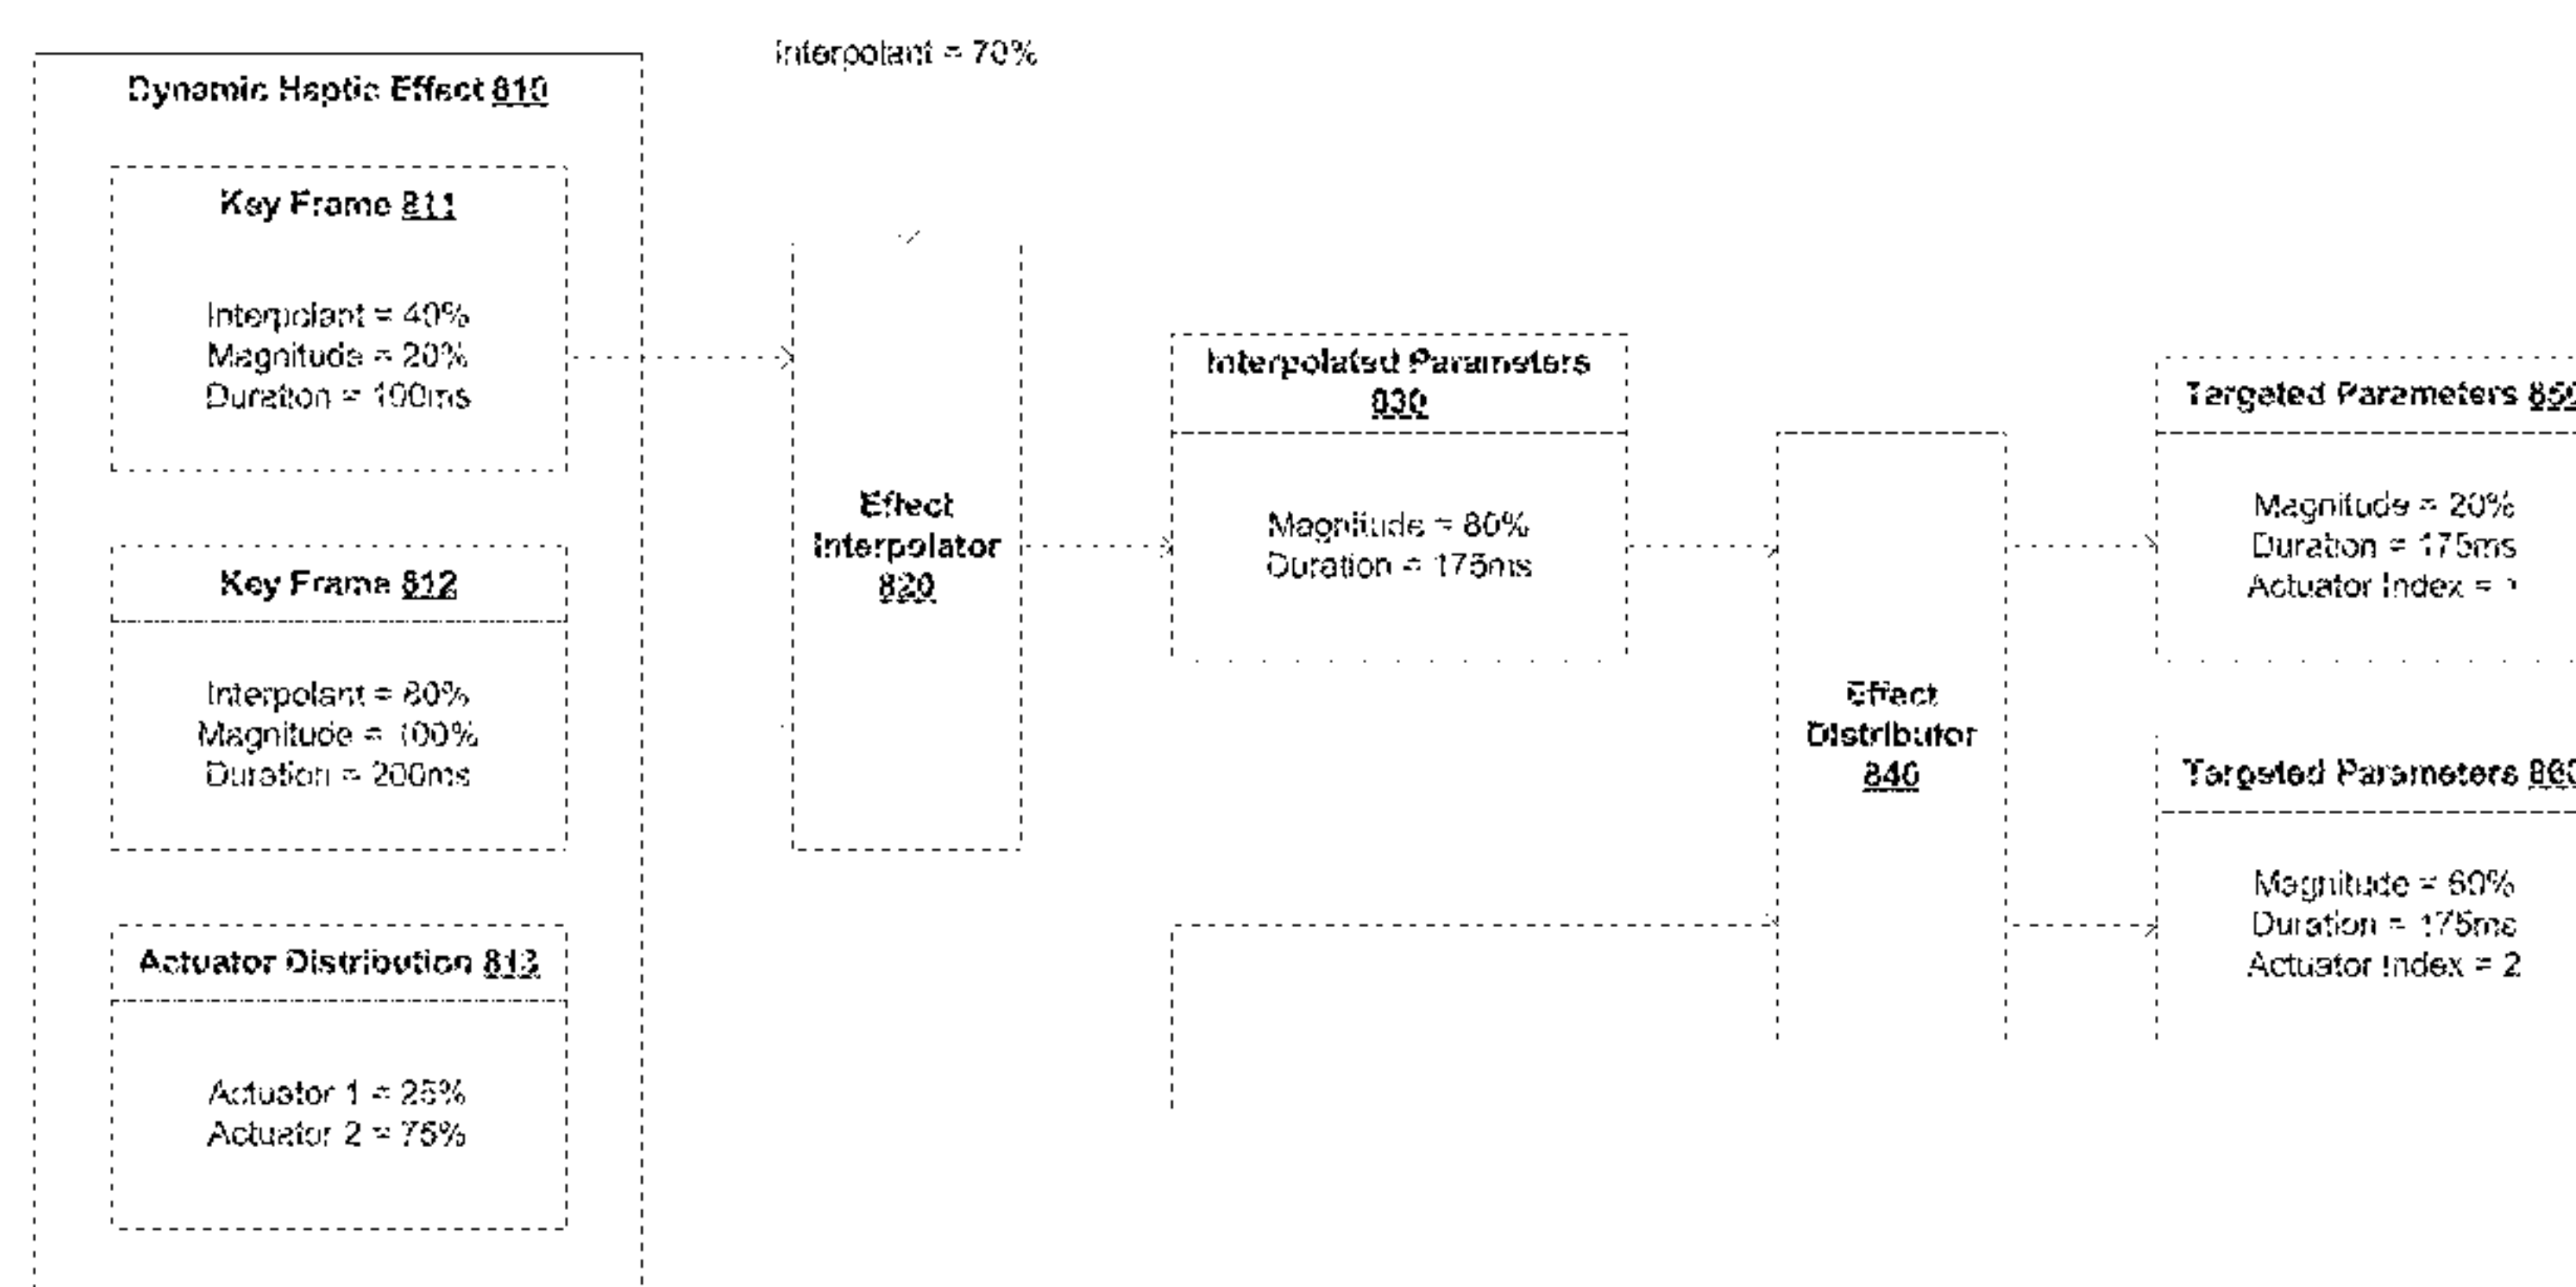 Interpolant = 70%
Dynamic Haptic Effect 810
Key Frame 811
Interpolant = 40%
Magnitude = 20%
Duration = 100ms
Key Frame 812
Interpolant = 80%
Magnitude = 100%
Duration = 200ms
Actuator Distribution 813
Actuator 1 = 25%
Actuator 2 = 75%
Effect
Interpolator
820
Interpolated Parameters
830
Magnitude = 80%
Duration = 175ms
Effect
Distributor
840
Targeted Parameters
Magnitude = 20%
Duration = 175ms
Actuator Index =
Targeted Parameters
Magnitude = 60%
Duration = 175ms
Actuator Index = 2